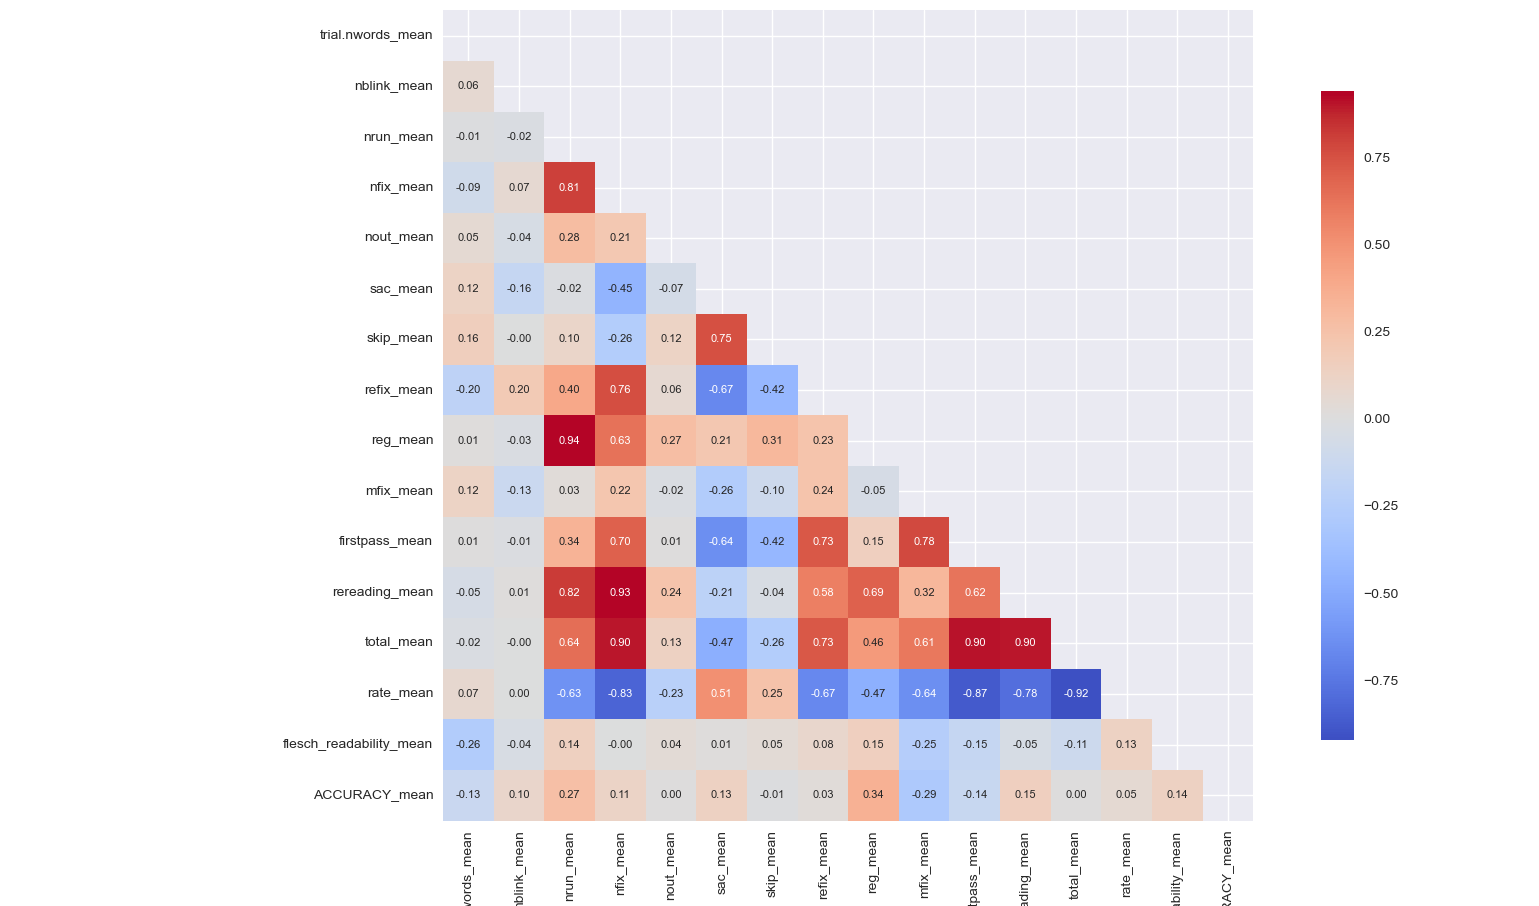 trial.nwords_mean
nblink_mean
0.06
nrun_mean
-0.01 -0.02
0.75
nfix_mean
-0.09 0.07 0.81
nout_mean
0.05 -0.04 0.28 0.21
0.50
sac_mean
0.12 -0.16 -0.02 -0.45 -0.07
0.25
skip_mean
0.16 -0.00 0.10 -0.26 0.12 0.75
refix_mean
-0.20 0.20 0.40 0.76 0.06 -0.67 -0.42
0.00
reg_mean
0.01 -0.03 0.94 0.63 0.27 0.21 0.31 0.23
mfix_mean
0.12 -0.13 0.03 0.22 -0.02 -0.26 -0.10 0.24 -0.05
−0.25
firstpass_mean
0.01 -0.01 0.34 0.70 0.01 -0.64 -0.42 0.73 0.15 0.78
rereading_mean
-0.05 0.01 0.82 0.93 0.24 -0.21 -0.04 0.58 0.69 0.32 0.62
−0.50
total_mean
-0.02 -0.00 0.64 0.90 0.13 -0.47 -0.26 0.73 0.46 0.61 0.90 0.90
−0.75
rate_mean
0.07 0.00 -0.63 -0.83 -0.23 0.51 0.25 -0.67 -0.47 -0.64 -0.87 -0.78 -0.92
flesch_readability_mean
-0.26 -0.04 0.14 -0.00 0.04 0.01 0.05 0.08 0.15 -0.25 -0.15 -0.05 -0.11 0.13
ACCURACY_mean
-0.13 0.10 0.27 0.11 0.00 0.13 -0.01 0.03 0.34 -0.29 -0.14 0.15 0.00 0.05 0.14
words_mean
nblink_mean
nrun_mean
nfix_mean
nout_mean
sac_mean
skip_mean
refix_mean
reg_mean
mfix_mean
tpass_mean
ading_mean
total_mean
rate_mean
ability_mean
RACY_mean